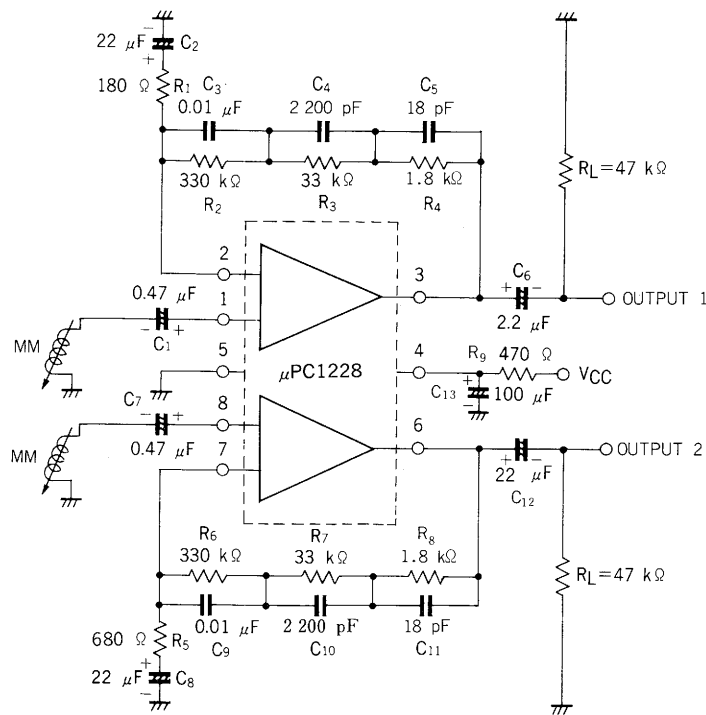 22 μF C2
180 Ω R1 C3 C4 C5
0.01 μF 2 200 pF 18 pF
330 kΩ 33 kΩ 1.8 kΩ
R2 R3 R4
RL=47 kΩ
2
3
C6
+ −
OUTPUT 1
2.2 μF
0.47 μF
1
− +
C1
MM
5
μPC1228
4
R9 470 Ω
VCC
C13 + −
100 μF
C7
− +
8
0.47 μF
7
MM
6
OUTPUT 2
+ −
22 μF
C12
R6 R7 R8
330 kΩ 33 kΩ 1.8 kΩ
RL=47 kΩ
0.01 μF 2 200 pF 18 pF
C9 C10 C11
680 Ω R5
+
22 μF C8
−